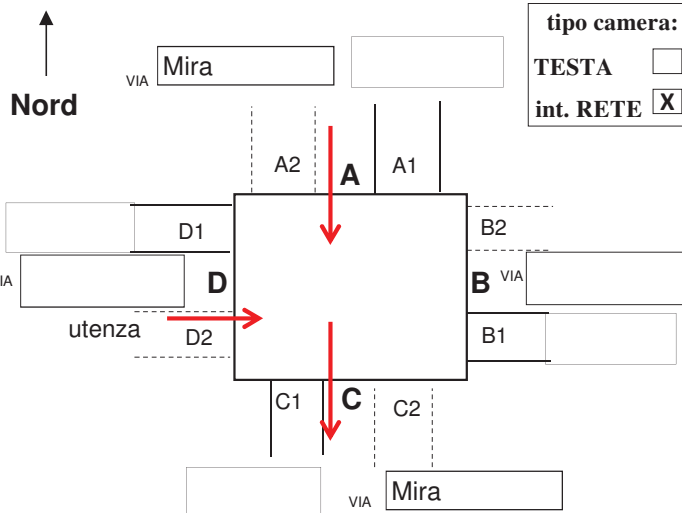 tipo camera:
VIA Mira
TESTA
Nord
int. RETE X
A2 A A1
D1 B2
VIA D B VIA
utenza D2 B1
C1 C C2
VIA Mira